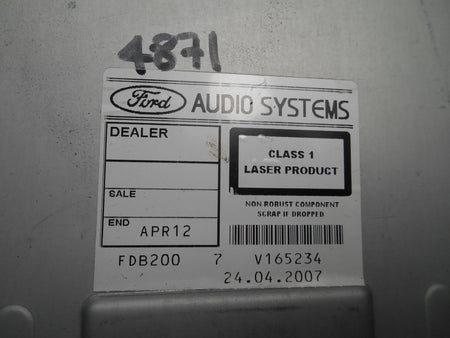 4871
Ford AUDIO SYSTEMS
DEALER
CLASS 1
LASER PRODUCT
SALE
NON ROBUST COMPONENT
SCRAP IF DROPPED
END APR12
FDB200 7 V165234
24.04.2007